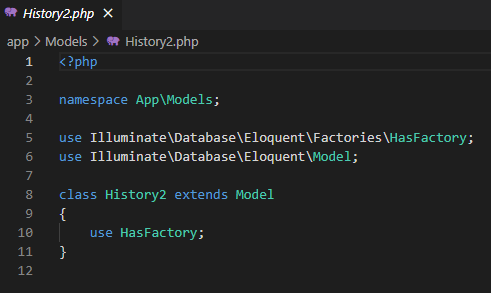 History2.php ×
app > Models > History2.php
1 <?php
2
3 namespace App\Models;
4
5 use Illuminate\Database\Eloquent\Factories\HasFactory;
6 use Illuminate\Database\Eloquent\Model;
7
8 class History2 extends Model
9 {
10     use HasFactory;
11 }
12